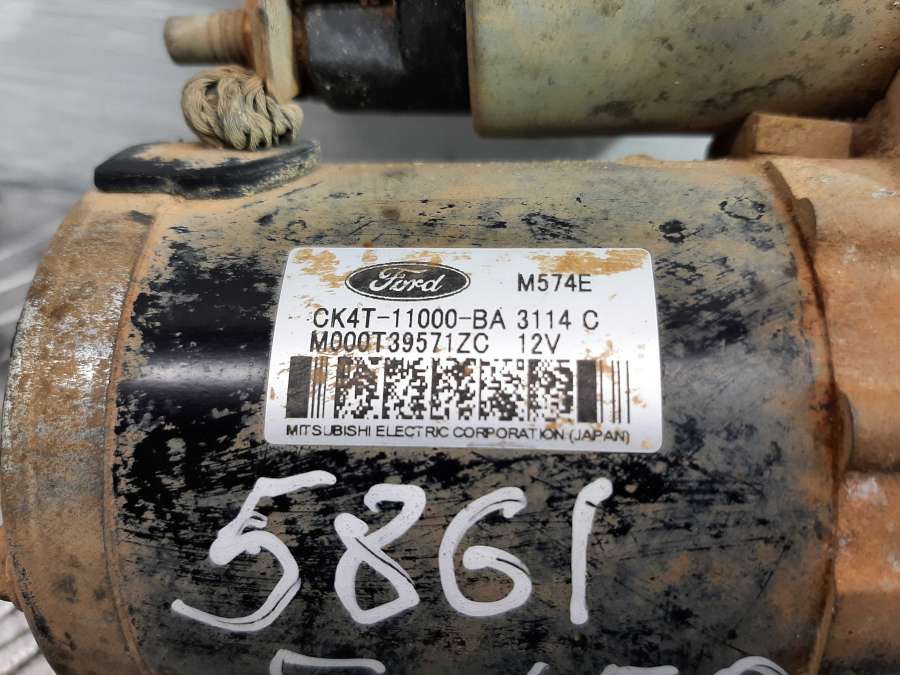 Ford M574E
CK4T-11000-BA 3114 C
M000T39571ZC 12V
MITSUBISHI ELECTRIC CORPORATION (JAPAN)
5861